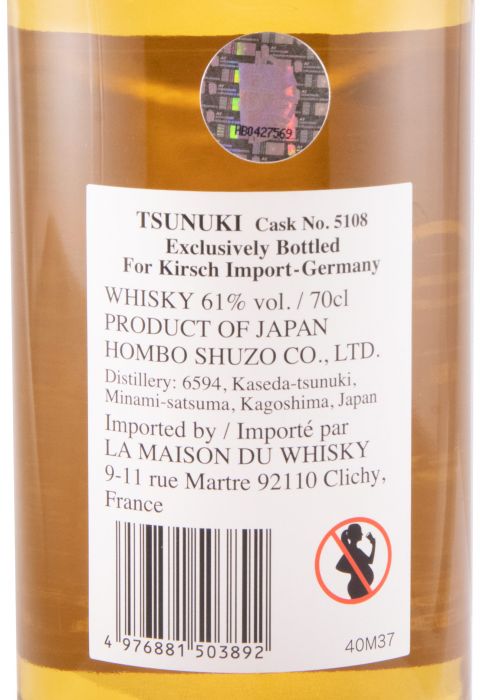 HB0427569
TSUNUKI Cask No. 5108
Exclusively Bottled
For Kirsch Import-Germany
WHISKY 61% vol. / 70cl
PRODUCT OF JAPAN
HOMBO SHUZO CO., LTD.
Distillery: 6594, Kaseda-tsunuki,
Minami-satsuma, Kagoshima, Japan
Imported by / Importé par
LA MAISON DU WHISKY
9-11 rue Martre 92110 Clichy,
France
4 976881 503892
40M37